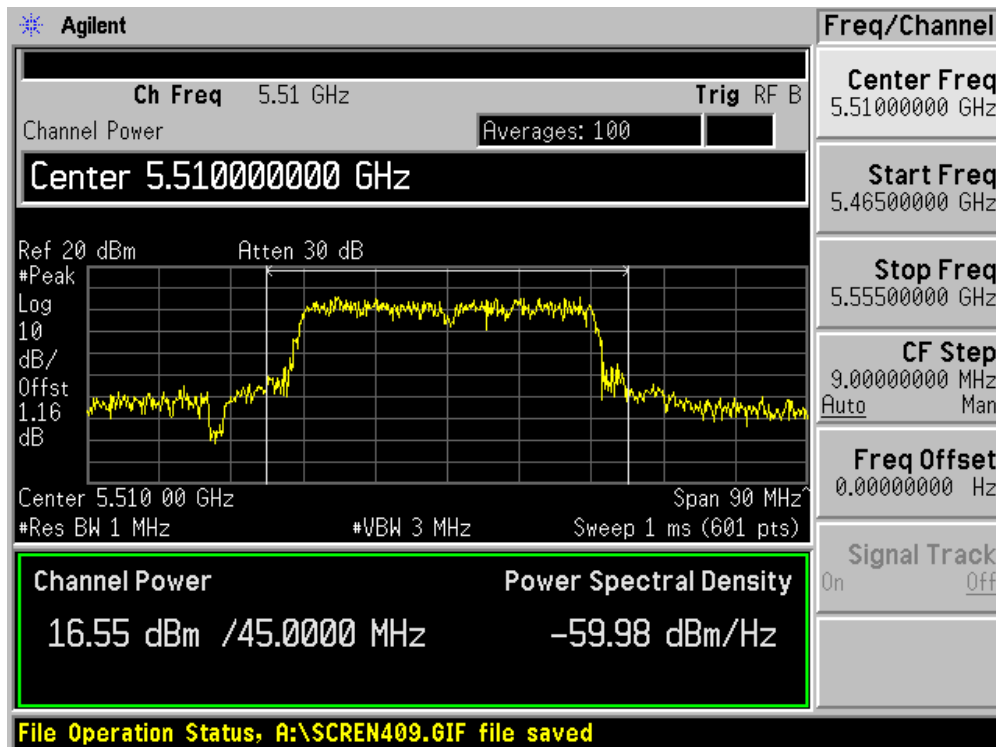 Agilent
Freq/Channel
Ch Freq 5.51 GHz Trig RF B
Channel Power Averages: 100
Center 5.510000000 GHz
Ref 20 dBm Atten 30 dB
#Peak
Log
10
dB/
Offst
1.16
dB
Center 5.510 00 GHz Span 90 MHz^
#Res BW 1 MHz #VBW 3 MHz Sweep 1 ms (601 pts)
Channel Power Power Spectral Density
16.55 dBm /45.0000 MHz -59.98 dBm/Hz
File Operation Status, A:\SCREN409.GIF file saved
Center Freq
5.51000000 GHz
Start Freq
5.46500000 GHz
Stop Freq
5.55500000 GHz
CF Step
9.00000000 MHz
Auto Man
Freq Offset
0.00000000 Hz
Signal Track
On Off